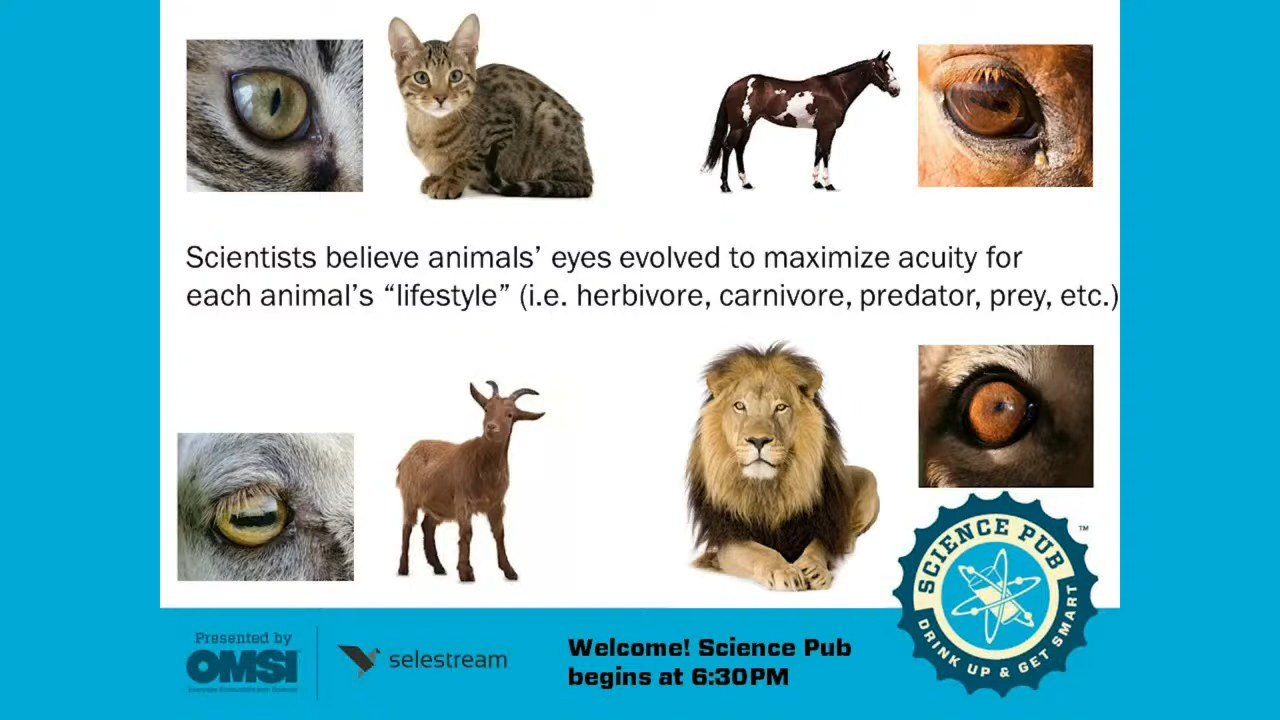 Scientists believe animals’ eyes evolved to maximize acuity for
each animal’s “lifestyle” (i.e. herbivore, carnivore, predator, prey, etc.)
SCIENCE PUB
™
DRINK UP & GET SMART
Presented by
OMSI
selestream
Welcome! Science Pub
begins at 6:30PM